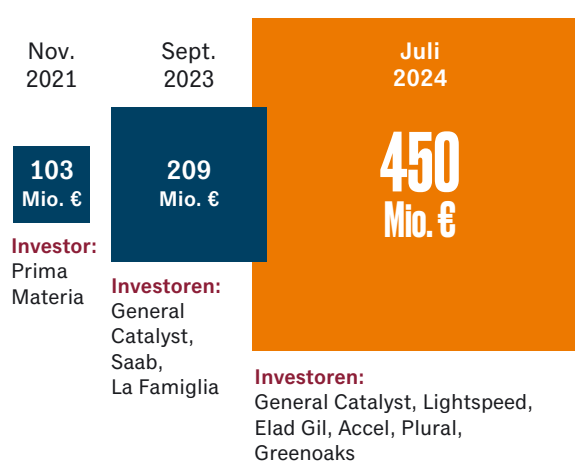 Nov.
2021
103
Mio. €
Investor:
Prima
Materia
Sept.
2023
209
Mio. €
Investoren:
General
Catalyst,
Saab,
La Famiglia
Juli
2024
450
Mio. €
Investoren:
General Catalyst, Lightspeed,
Elad Gil, Accel, Plural,
Greenoaks